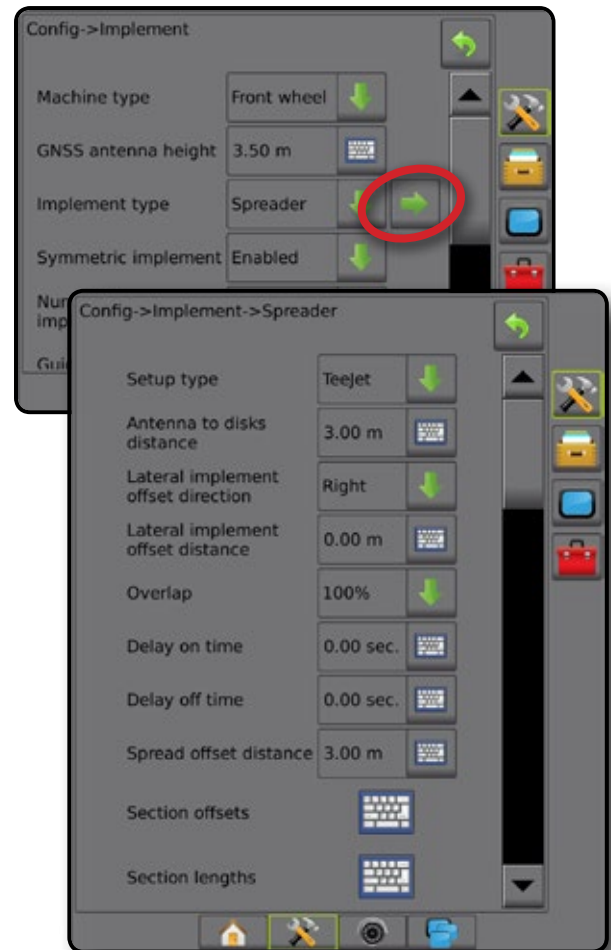 Config->Implement
Machine type Front wheel
GNSS antenna height 3.50 m
Implement type Spreader
Symmetric implement Enabled
Config->Implement->Spreader
Setup type TeeJet
Antenna to disks
distance 3.00 m
Lateral implement
offset direction Right
Lateral implement
offset distance 0.00 m
Overlap 100%
Delay on time 0.00 sec.
Delay off time 0.00 sec.
Spread offset distance 3.00 m
Section offsets
Section lengths